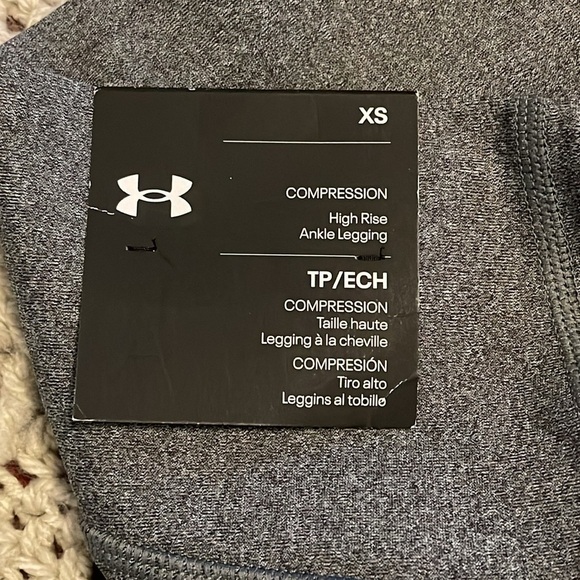 XS
COMPRESSION
High Rise
Ankle Legging
TP/ECH
COMPRESSION
Taille haute
Legging à la cheville
COMPRESIÓN
Tiro alto
Leggins al tobillo